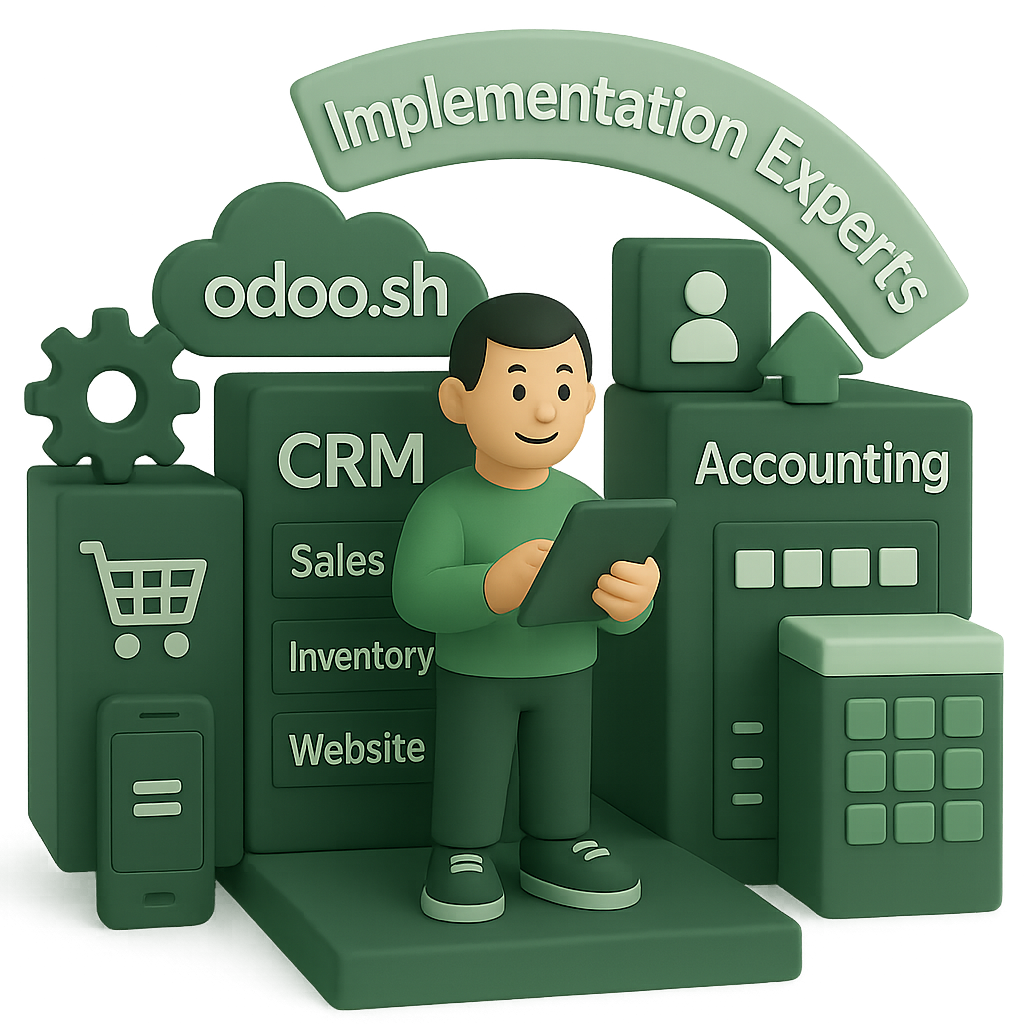 Implementation Experts
odoo.sh
CRM
Sales
Inventory
Website
Accounting